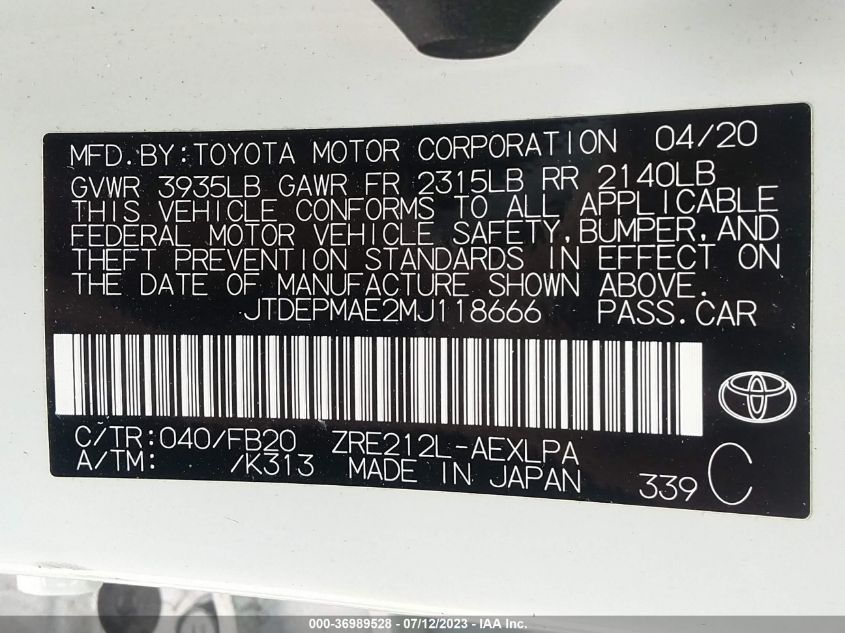 MFD.BY:TOYOTA MOTOR CORPORATION 04/20
GVWR 3935LB GAWR FR 2315LB RR 2140LB
THIS VEHICLE CONFORMS TO ALL APPLICABLE
FEDERAL MOTOR VEHICLE SAFETY,BUMPER,AND
THEFT PREVENTION STANDARDS IN EFFECT ON
THE DATE OF MANUFACTURE SHOWN ABOVE.
JTDEPMAE2MJ118666 PASS.CAR
C/TR:040/FB20 ZRE212L-AEXLPA
A/TM: /K313 MADE IN JAPAN 339 C
000-36989528 - 07/12/2023 - © IAA Inc.